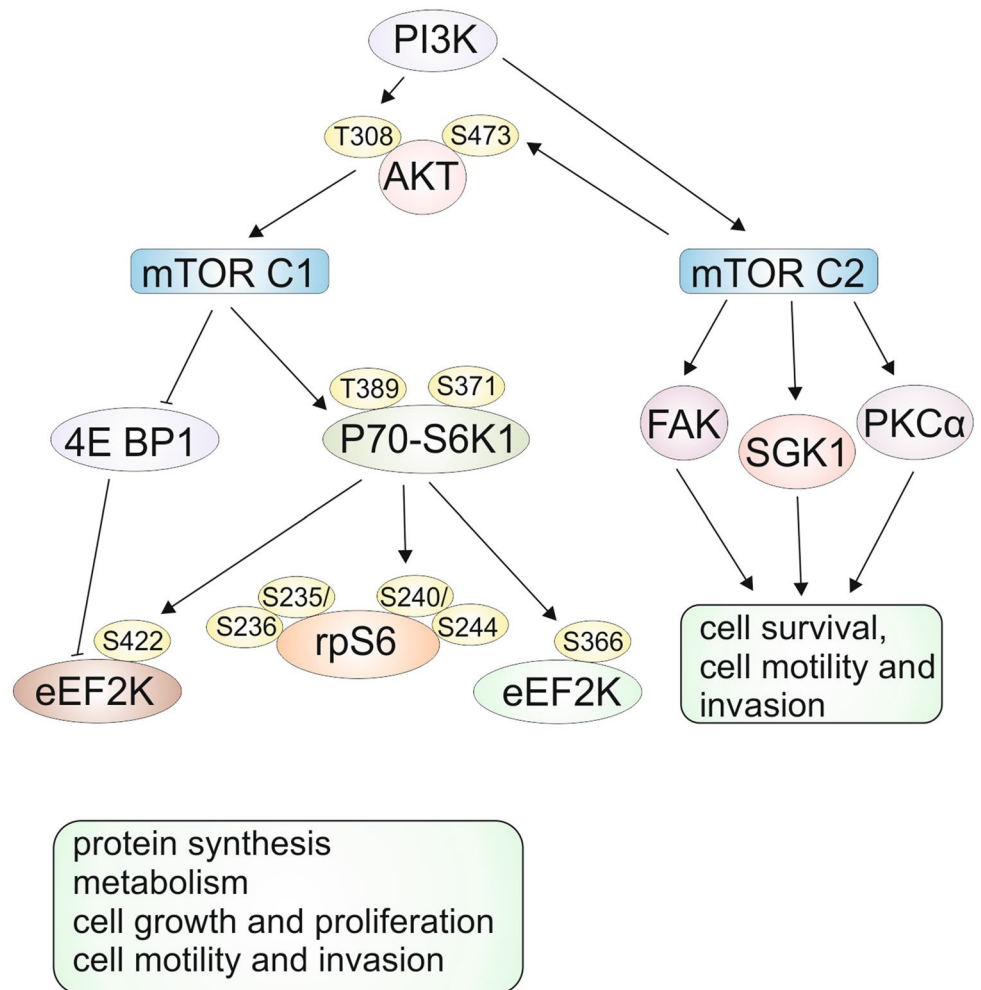 PI3K
T308
S473
AKT
mTOR C1
mTOR C2
T389
S371
4E BP1
P70-S6K1
FAK
SGK1
PKCα
S422
S235/
S236
S240/
S244
S366
eEF2K
rpS6
eEF2K
cell survival,
cell motility and
invasion
protein synthesis
metabolism
cell growth and proliferation
cell motility and invasion